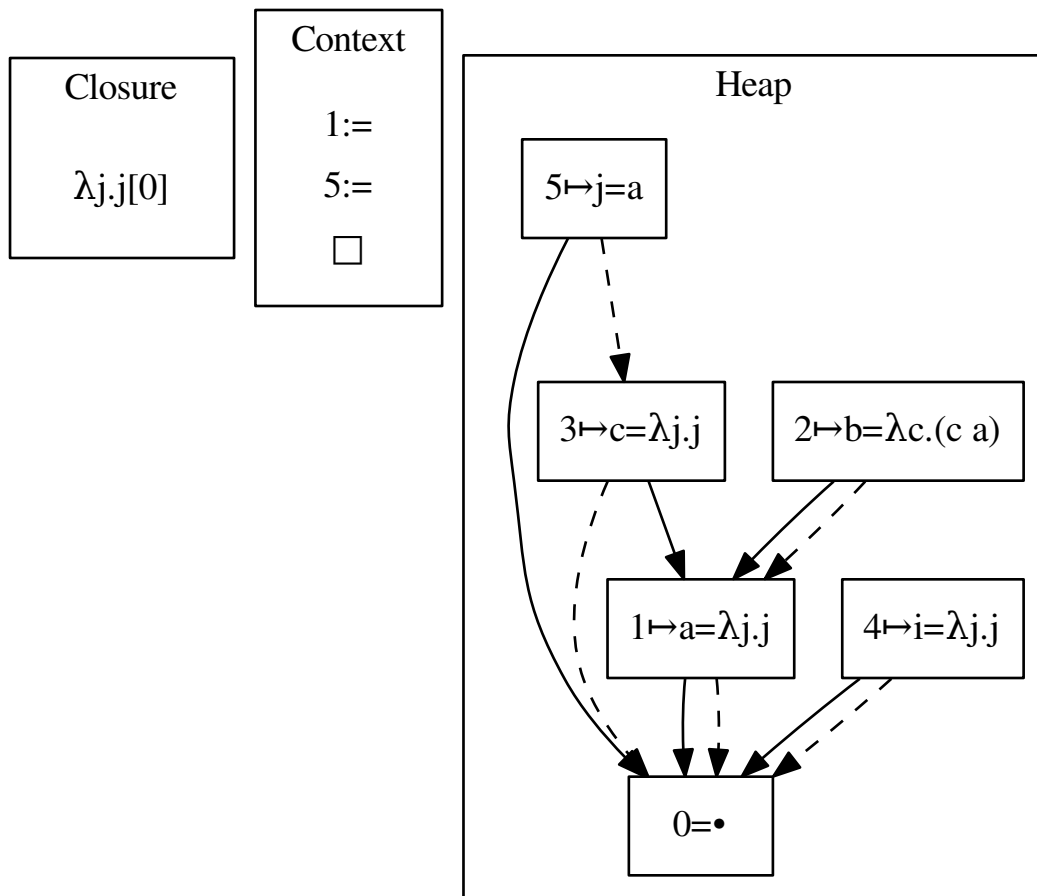 Closure
λj.j[0]
Context
1:=
5:=
□
Heap
5↦j=a
3↦c=λj.j
2↦b=λc.(c a)
1↦a=λj.j
4↦i=λj.j
0=•